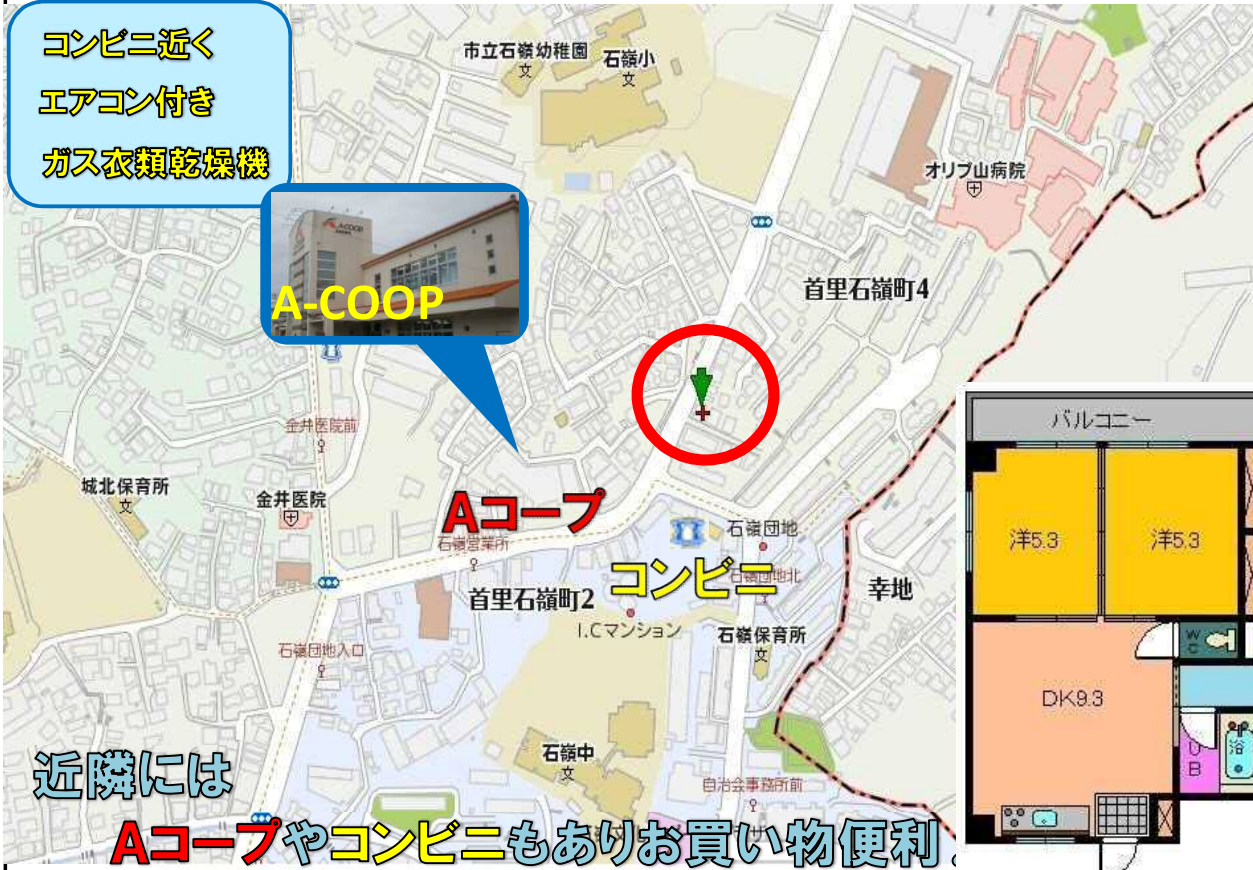 コンビニ近く
エアコン付き
ガス衣類乾燥機
市立石嶺幼稚園
文
石嶺小
文
オリブ山病院
A-COOP
A-COOP
首里石嶺町4
金井医院前
城北保育所
文
金井医院
Aコープ
石嶺営業所
石嶺団地
コンビニ
石嶺団地北
首里石嶺町2
幸地
I.Cマンション
石嶺保育所
文
石嶺団地入口
石嶺中
文
自治会事務所前
バルコニー
洋5.3
洋5.3
WC
DK9.3
UB
浴
近隣には
Aコープやコンビニもありお買い物便利.